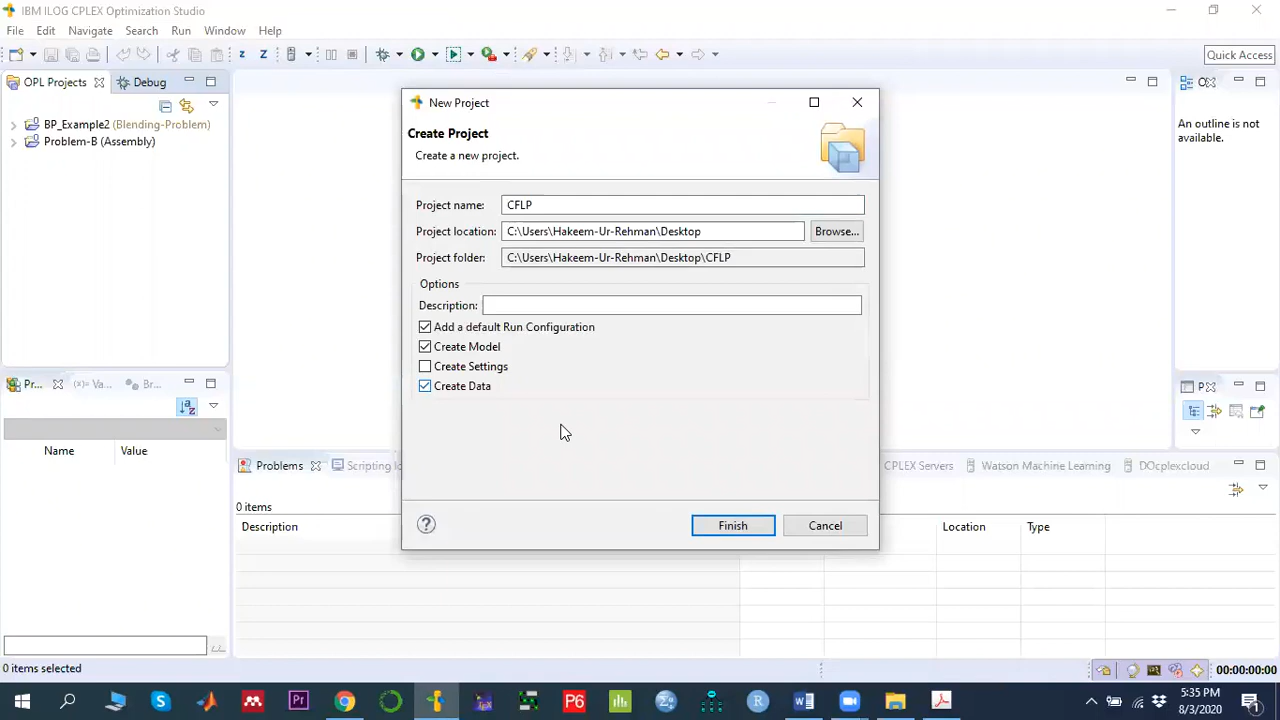 IBM ILOG CPLEX Optimization Studio
File Edit Navigate Search Run Window Help
Quick Access
OPL Projects
Debug
BP_Example2 (Blending-Problem)
Problem-B (Assembly)
New Project
Create Project
Create a new project.
Project name: CFLP
Project location: C:\Users\Hakeem-Ur-Rehman\Desktop
Browse...
Project folder: C:\Users\Hakeem-Ur-Rehman\Desktop\CFLP
Options
Description:
Add a default Run Configuration
Create Model
Create Settings
Create Data
Finish
Cancel
An outline is not
available.
Pr...
(x)= Va...
Br...
Name Value
Problems
Scripting
CPLEX Servers
Watson Machine Learning
DOcplexcloud
0 items
Description
Location Type
0 items selected
00:00:00:00
5:35 PM
8/3/2020